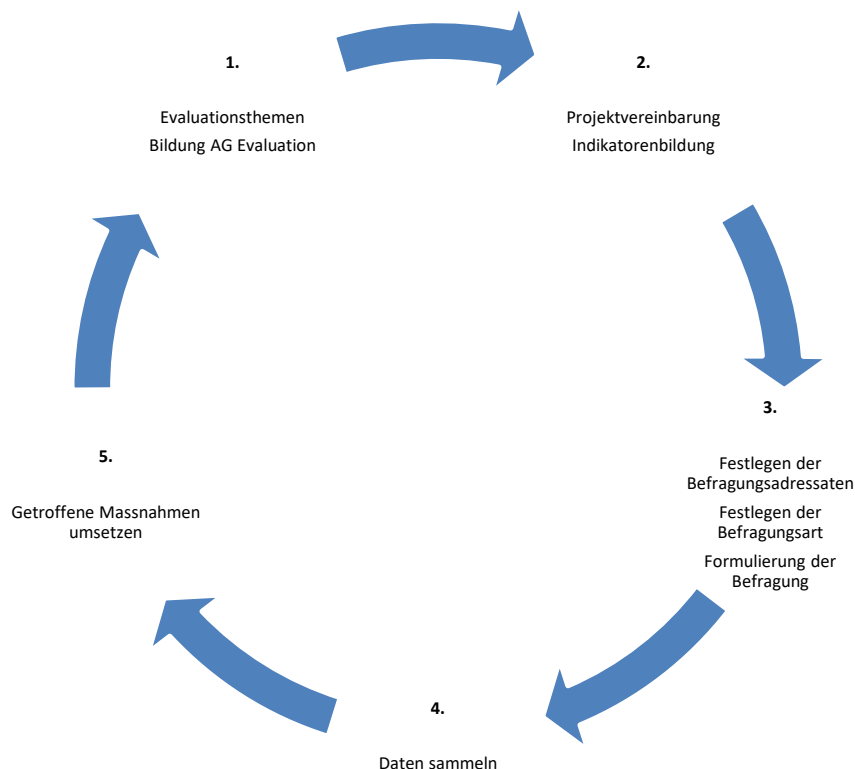 1.
Evaluationsthemen
Bildung AG Evaluation
2.
Projektvereinbarung
Indikatorenbildung
3.
Festlegen der
Befragungsadressaten
Festlegen der
Befragungsart
Formulierung der
Befragung
4.
Daten sammeln
5.
Getroffene Massnahmen
umsetzen